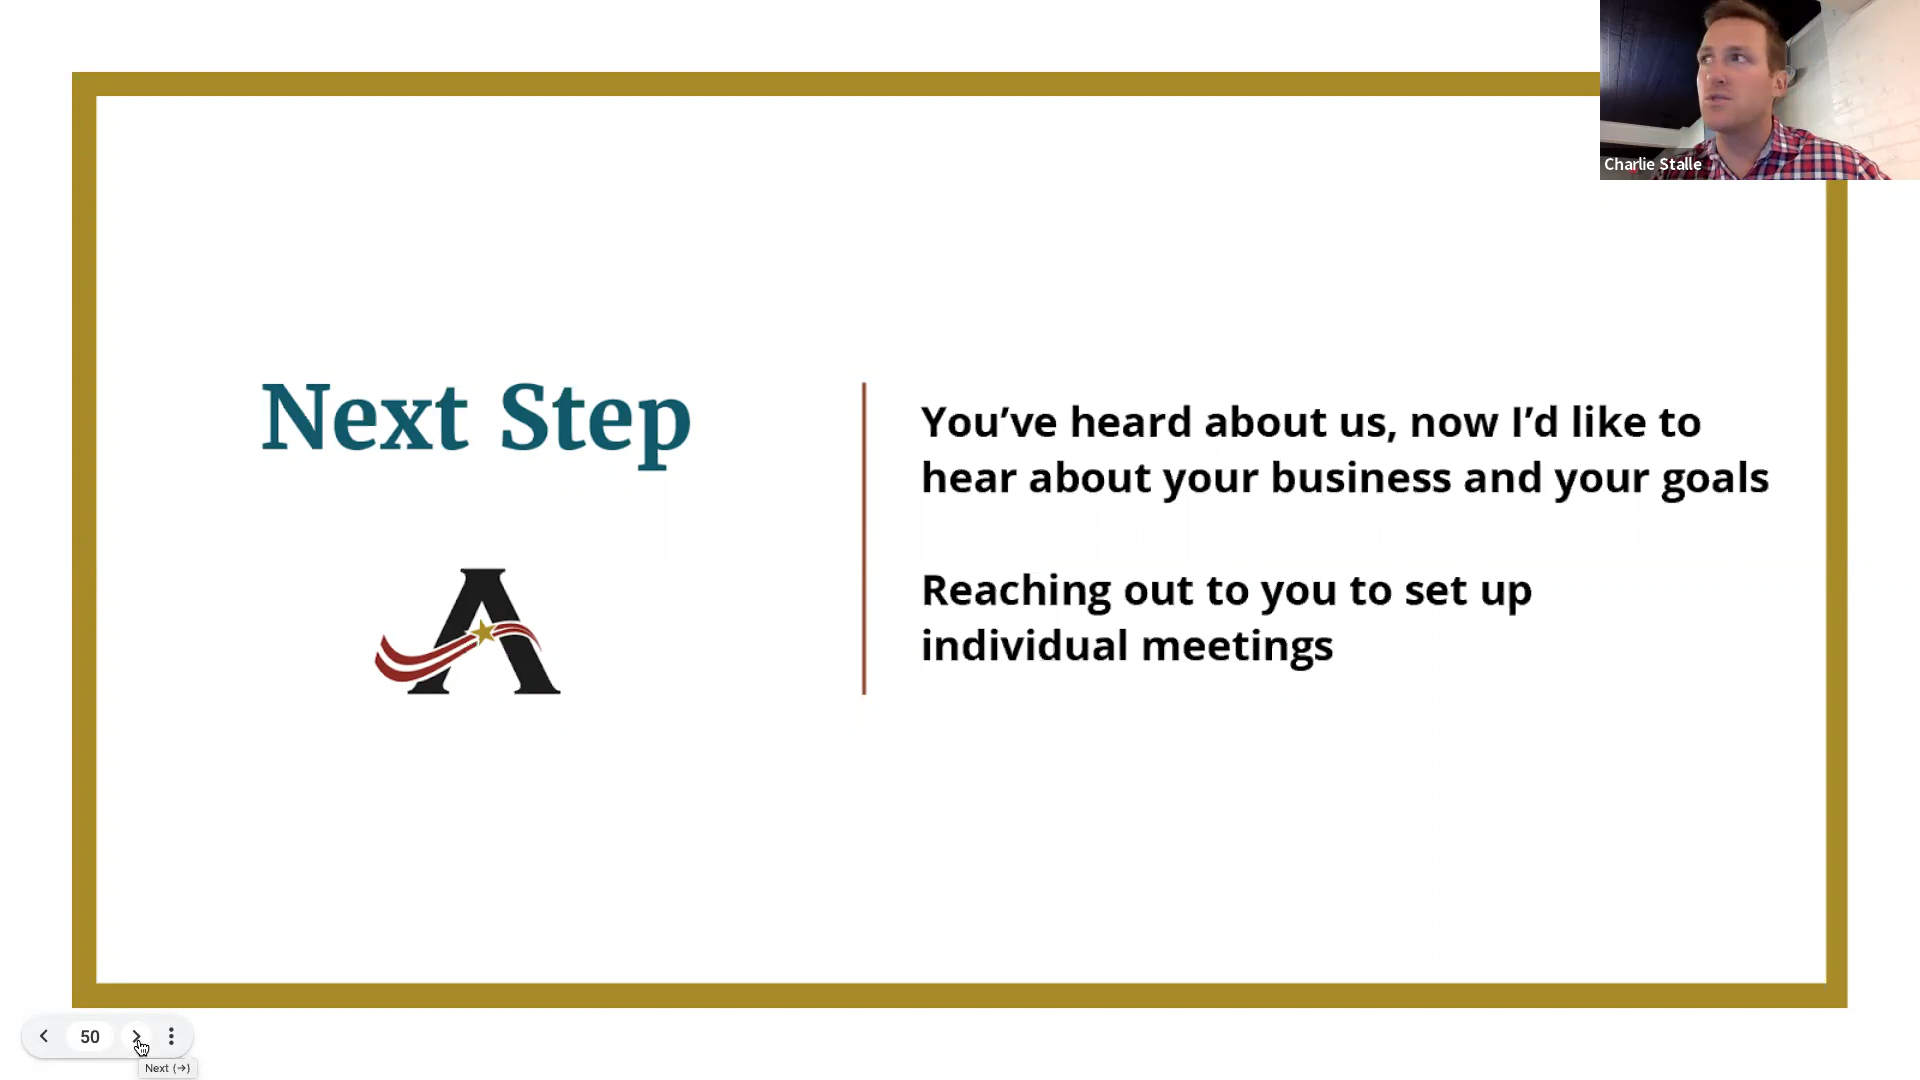 Charlie Stalle
Next Step
You’ve heard about us, now I’d like to
hear about your business and your goals
Reaching out to you to set up
individual meetings
A
50
Next (→)